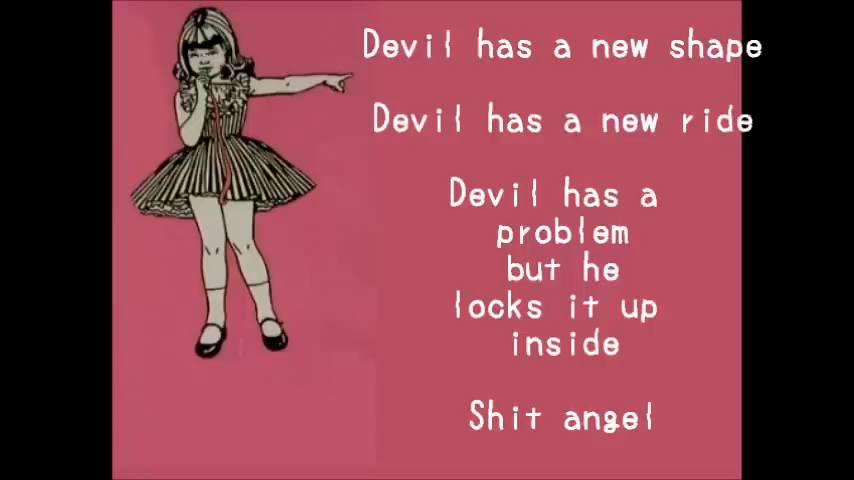 Devil has a new shape
Devil has a new ride
Devil has a
problem
but he
locks it up
inside
Shit angel